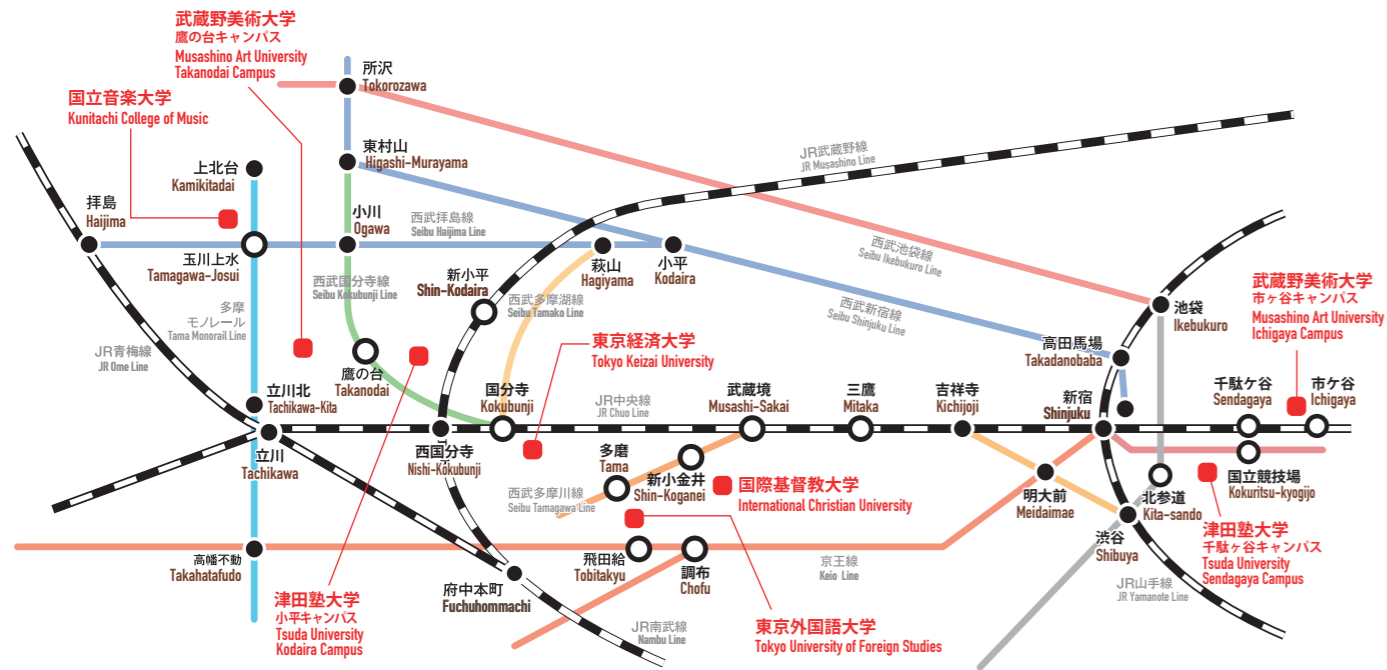 武蔵野美術大学
鷹の台キャンパス
Musashino Art University
Takanodai Campus
国立音楽大学
Kunitachi College of Music
所沢
Tokorozawa
東村山
Higashi-Murayama
上北台
Kamikitadai
拝島
Haijima
小川
Ogawa
西武拝島線
Seibu Haijima Line
JR武蔵野線
JR Musashino Line
玉川上水
Tamagawa-Josui
西武国分寺線
Seibu Kokubunji Line
新小平
Shin-Kodaira
萩山
Hagiyama
小平
Kodaira
西武池袋線
Seibu Ikebukuro Line
西武多摩湖線
Seibu Tamako Line
西武新宿線
Seibu Shinjuku Line
池袋
Ikebukuro
武蔵野美術大学
市ヶ谷キャンパス
Musashino Art University
Ichigaya Campus
多摩
モノレール
Tama Monorail Line
JR青梅線
JR Ome Line
鷹の台
Takanodai
東京経済大学
Tokyo Keizai University
高田馬場
Takadanobaba
立川北
Tachikawa-Kita
国分寺
Kokubunji
JR中央線
JR Chuo Line
武蔵境
Musashi-Sakai
三鷹
Mitaka
吉祥寺
Kichijoji
新宿
Shinjuku
千駄ケ谷
Sendagaya
市ケ谷
Ichigaya
立川
Tachikawa
西国分寺
Nishi-Kokubunji
多磨
Tama
新小金井
Shin-Koganei
西武多摩川線
Seibu Tamagawa Line
国際基督教大学
International Christian University
明大前
Meidaimae
北参道
Kita-sando
国立競技場
Kokuritsu-kyogijo
渋谷
Shibuya
津田塾大学
千駄ヶ谷キャンパス
Tsuda University
Sendagaya Campus
高幡不動
Takahatafudo
飛田給
Tobitakyu
調布
Chofu
京王線
Keio Line
府中本町
Fuchuhommachi
JR山手線
JR Yamanote Line
津田塾大学
小平キャンパス
Tsuda University
Kodaira Campus
JR南武線
Nambu Line
東京外国語大学
Tokyo University of Foreign Studies